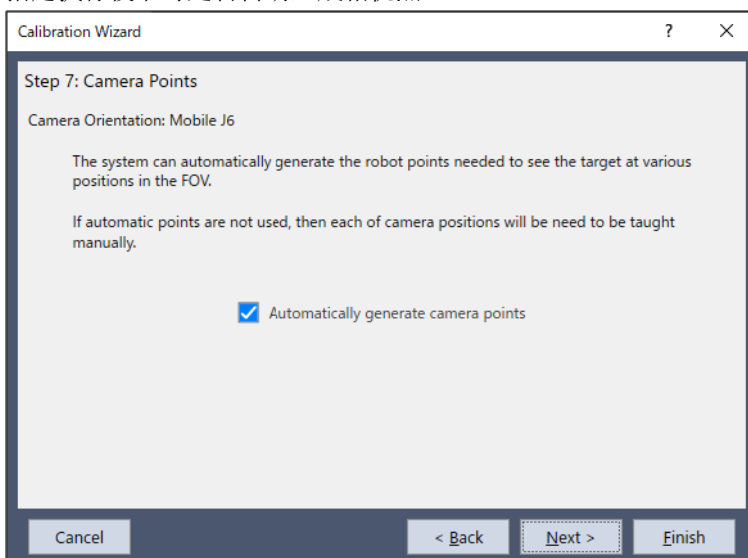 Calibration Wizard ? ×
Step 7: Camera Points
Camera Orientation: Mobile J6
The system can automatically generate the robot points needed to see the target at various
positions in the FOV.
If automatic points are not used, then each of camera positions will be need to be taught
manually.
Automatically generate camera points
Cancel < Back Next > Finish